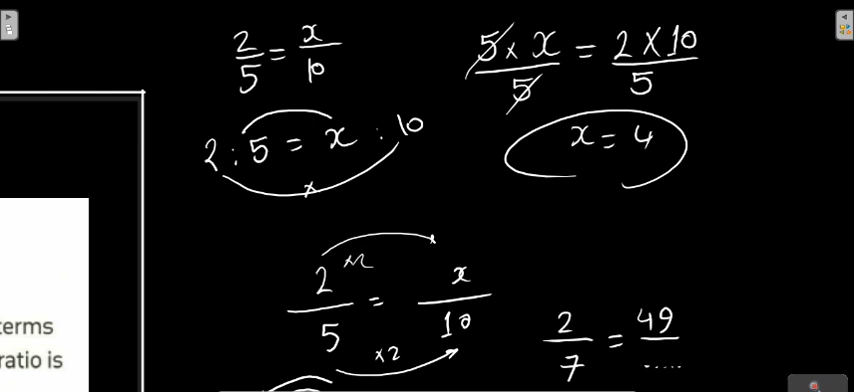 2/5 = x/10
5 × x / 5 = 2 × 10 / 5
2 : 5 = x : 10
x = 4
×
2/5 = x/10
×2
×2
2/7 = 49/.....
terms
ratio is